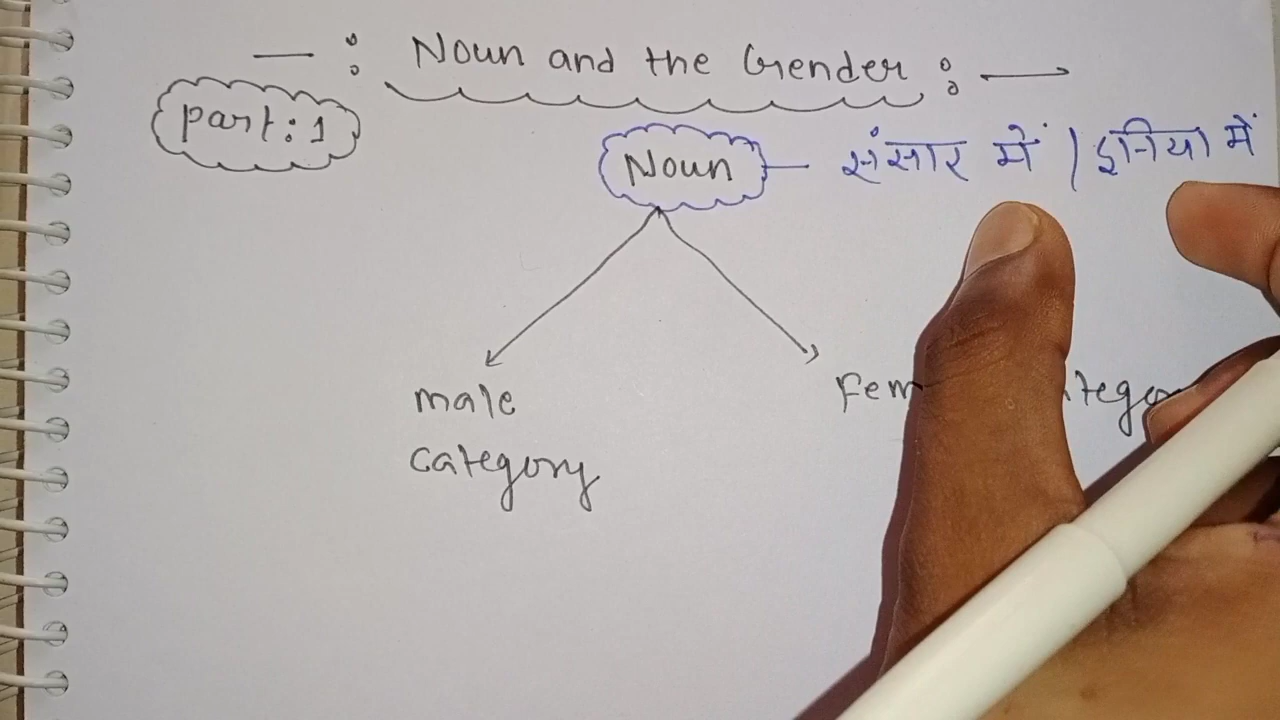 Noun and the Gender
Part: 1
Noun — संसार में / दुनिया में
male
category